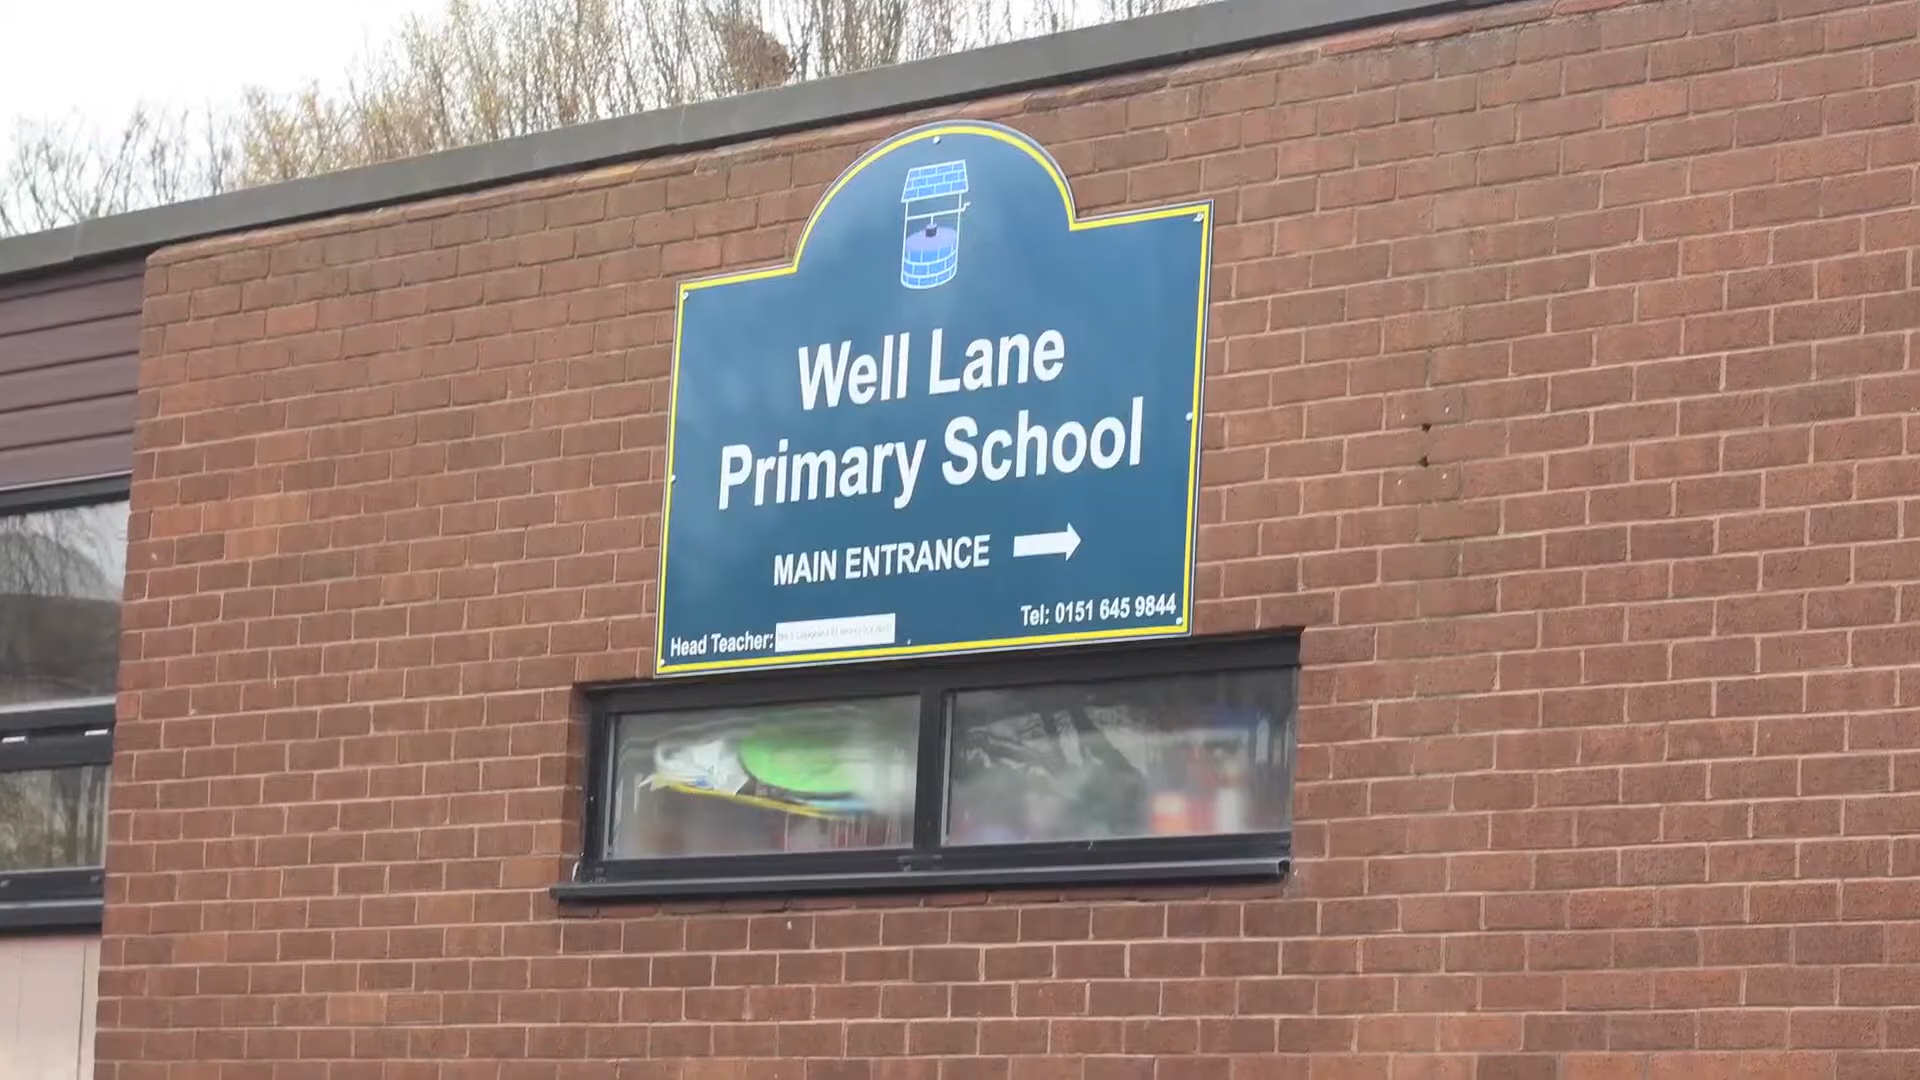 Well Lane
Primary School
MAIN ENTRANCE
Head Teacher:
Tel: 0151 645 9844